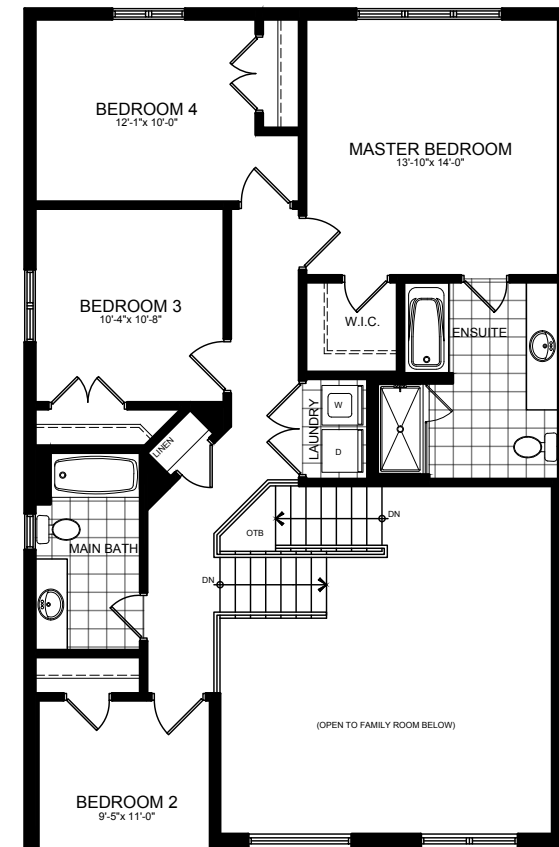 BEDROOM 4
12'-1"x 10'-0"
MASTER BEDROOM
13'-10"x 14'-0"
BEDROOM 3
10'-4"x 10'-8"
W.I.C.
ENSUITE
LAUNDRY
W
D
LINEN
OTB
DN
MAIN BATH
DN
(OPEN TO FAMILY ROOM BELOW)
BEDROOM 2
9'-5"x 11'-0"